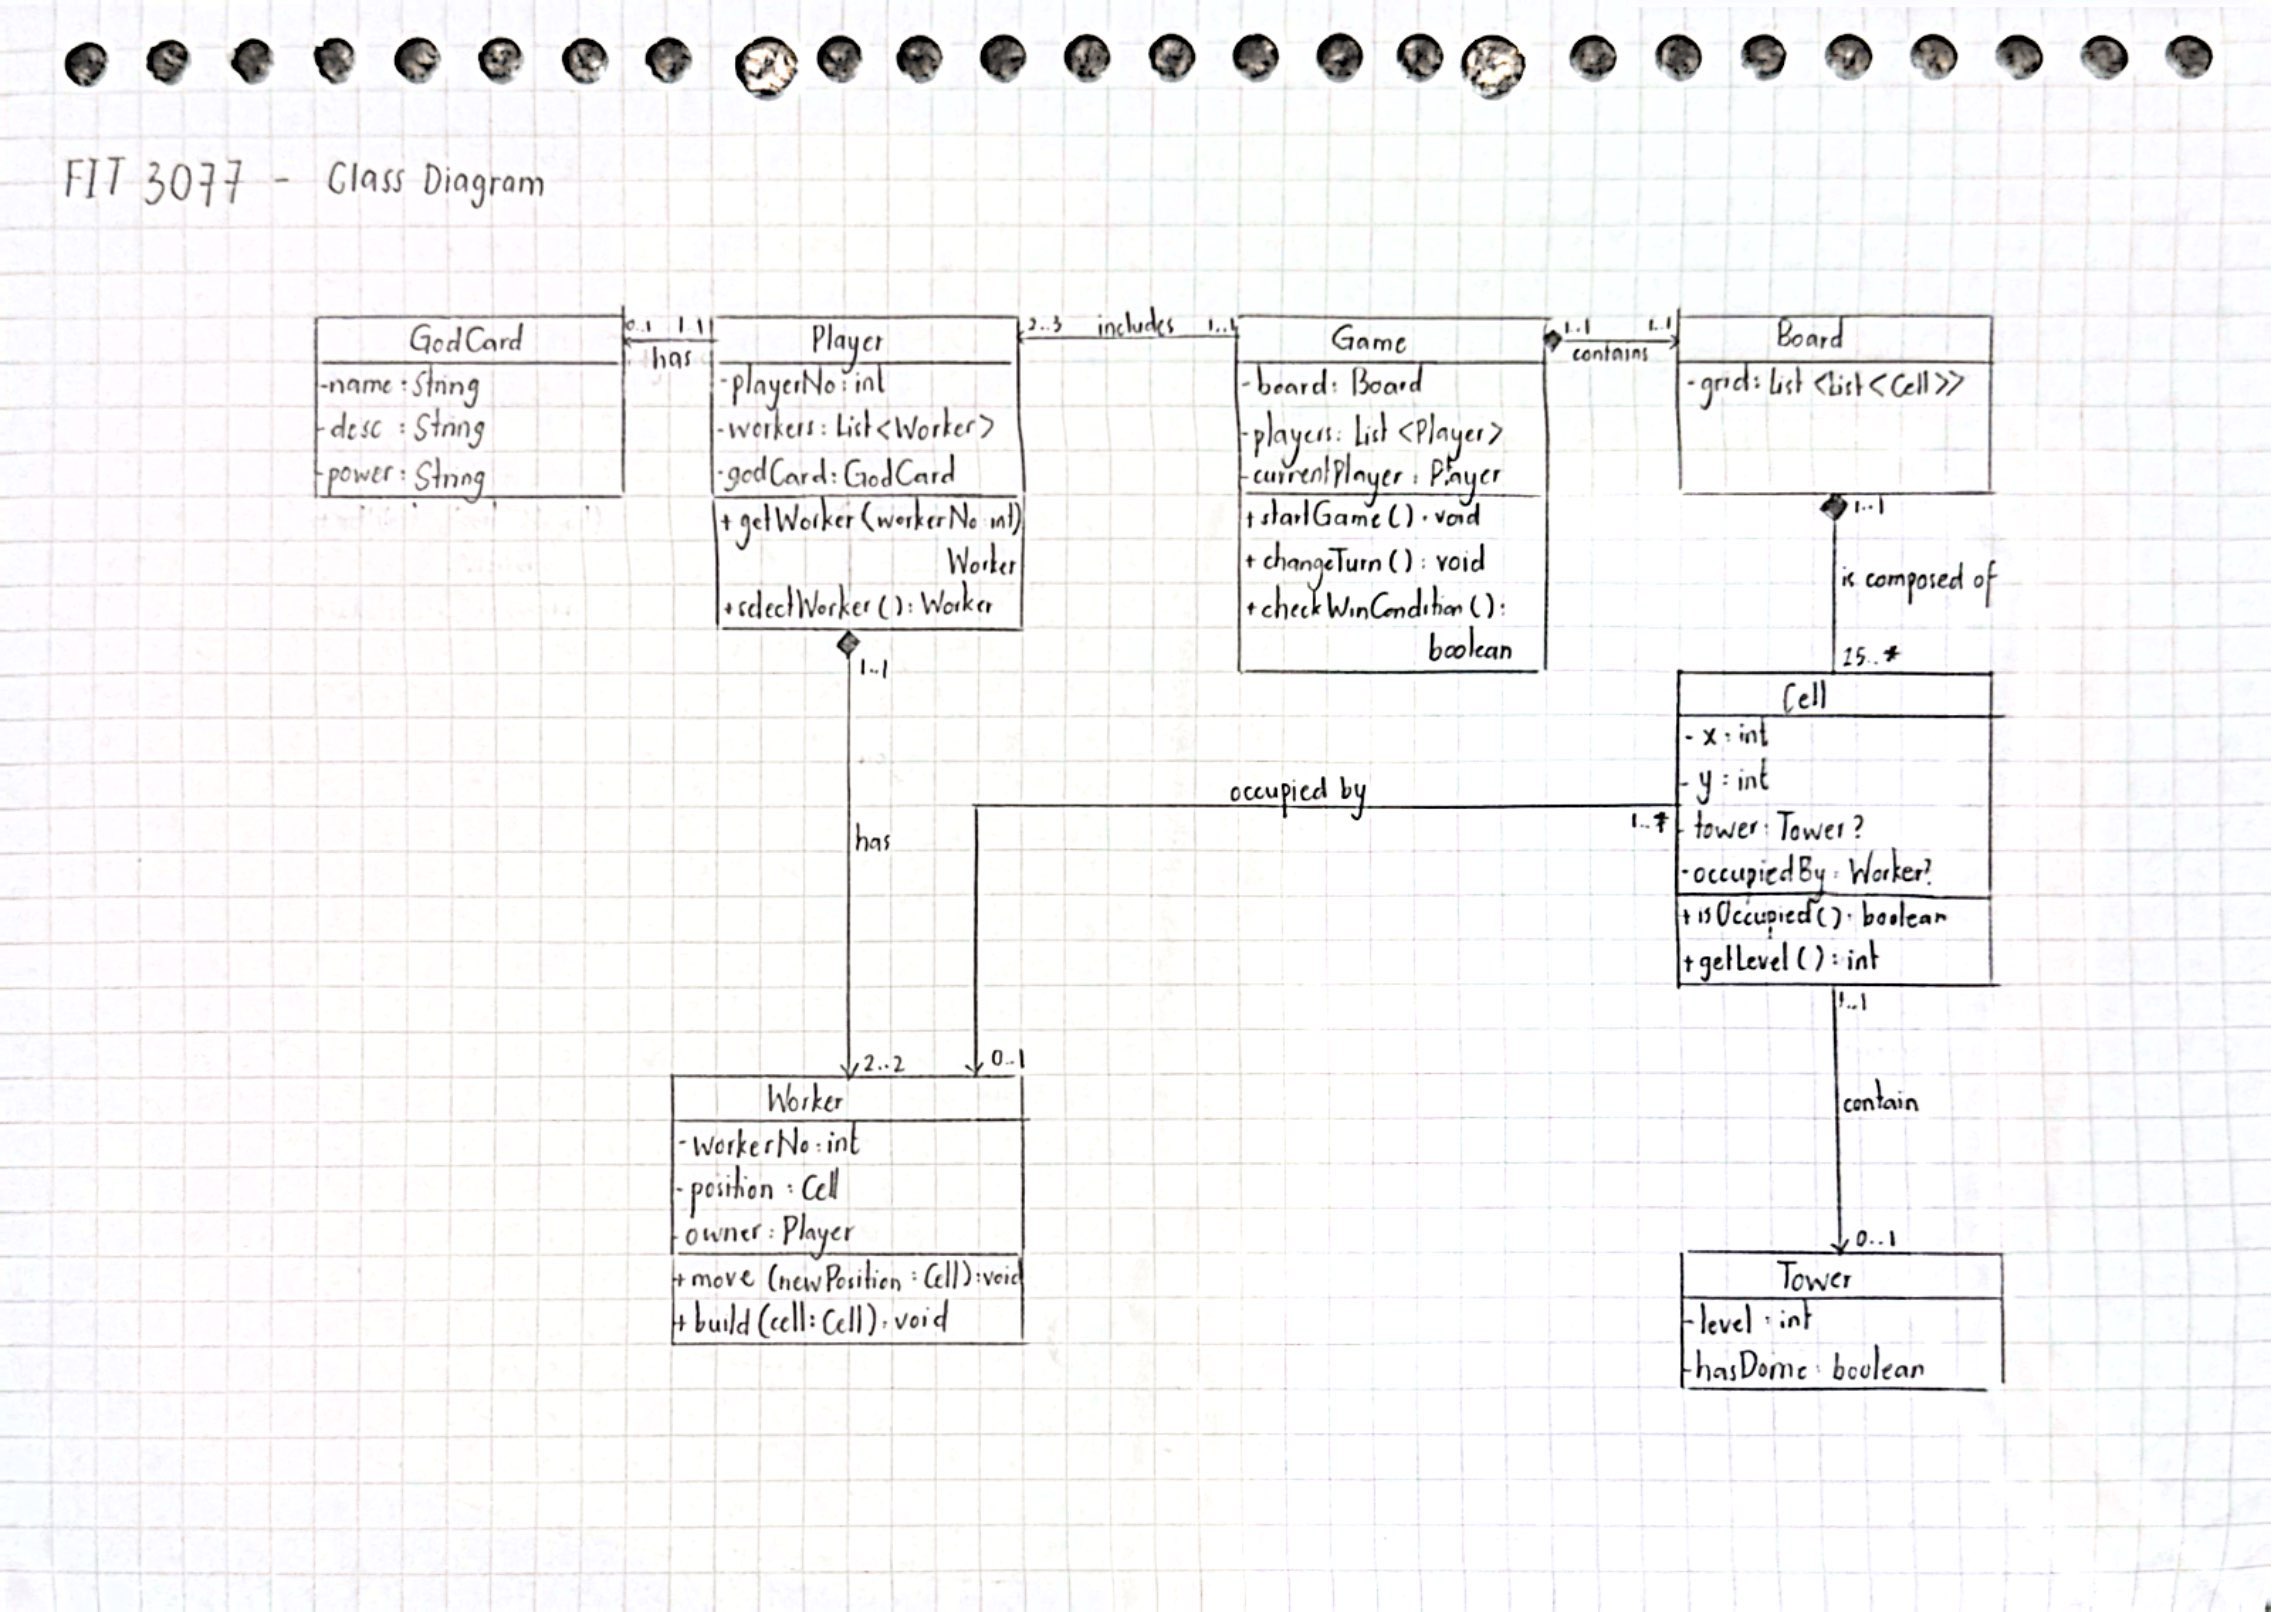 FIT 3077 - Class Diagram
GodCard
-name : String
-desc : String
-power : String
0..1 1..1
has
Player
-playerNo : int
-workers : List<Worker>
-godCard : GodCard
+ getWorker (workerNo : int)
Worker
+selectWorker () : Worker
2..3 includes 1..1
Game
-board : Board
-players : List <Player>
-currentPlayer : Player
+startGame () : void
+ changeTurn () : void
+checkWinCondition () :
boolean
1..1 1..1
contains
Board
-grid : List <List <Cell>>
1..1
is composed of
25..*
Cell
- x : int
- y : int
- tower : Tower ?
-occupiedBy : Worker?
+ isOccupied () : boolean
+getLevel () : int
1..1
has
2..2
occupied by
1..*
0..1
Worker
-workerNo : int
- position : Cell
- owner : Player
+move (newPosition : Cell) : void
+ build (cell : Cell) : void
1..1
contain
0..1
Tower
-level : int
-hasDome : boolean